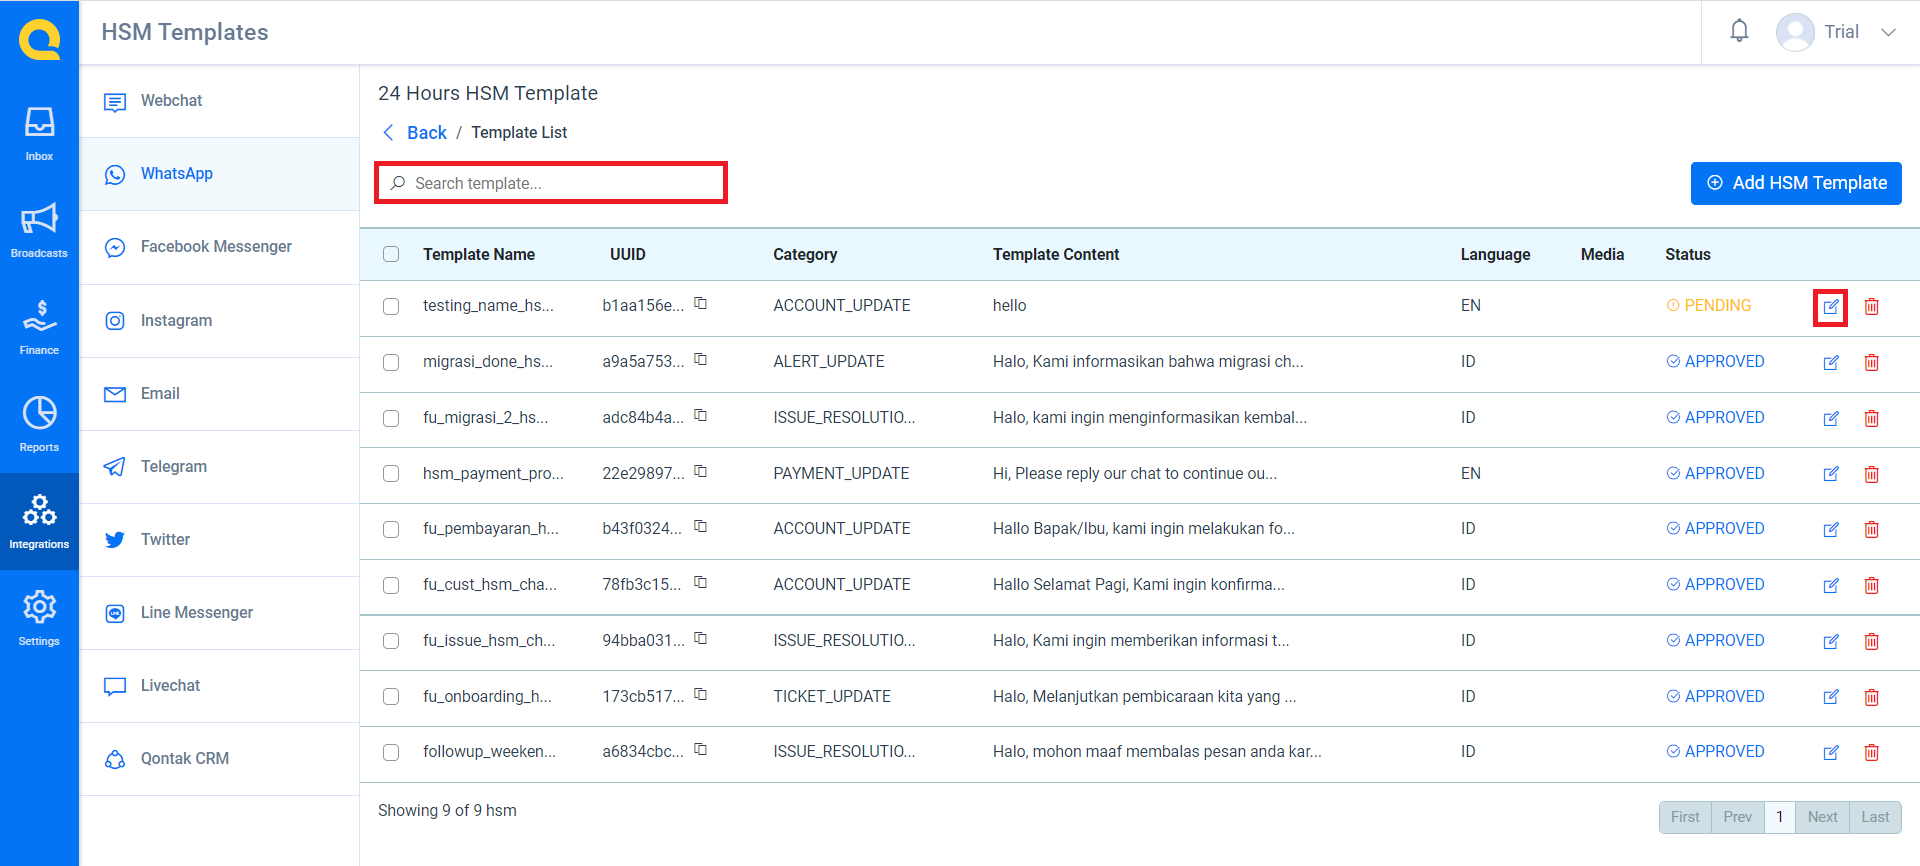 HSM Templates
Trial
Inbox
Broadcasts
Finance
Reports
Integrations
Settings
Webchat
WhatsApp
Facebook Messenger
Instagram
Email
Telegram
Twitter
Line Messenger
Livechat
Qontak CRM
24 Hours HSM Template
Back / Template List
Search template...
Add HSM Template
Template Name UUID Category Template Content Language Media Status
testing_name_hs... b1aa156e... ACCOUNT_UPDATE hello EN PENDING
migrasi_done_hs... a9a5a753... ALERT_UPDATE Halo, Kami informasikan bahwa migrasi ch... ID APPROVED
fu_migrasi_2_hs... adc84b4a... ISSUE_RESOLUTIO... Halo, kami ingin menginformasikan kembal... ID APPROVED
hsm_payment_pro... 22e29897... PAYMENT_UPDATE Hi, Please reply our chat to continue ou... EN APPROVED
fu_pembayaran_h... b43f0324... ACCOUNT_UPDATE Hallo Bapak/Ibu, kami ingin melakukan fo... ID APPROVED
fu_cust_hsm_cha... 78fb3c15... ACCOUNT_UPDATE Hallo Selamat Pagi, Kami ingin konfirma... ID APPROVED
fu_issue_hsm_ch... 94bba031... ISSUE_RESOLUTIO... Halo, Kami ingin memberikan informasi t... ID APPROVED
fu_onboarding_h... 173cb517... TICKET_UPDATE Halo, Melanjutkan pembicaraan kita yang ... ID APPROVED
followup_weeken... a6834cbc... ISSUE_RESOLUTIO... Halo, mohon maaf membalas pesan anda kar... ID APPROVED
Showing 9 of 9 hsm
First Prev 1 Next Last